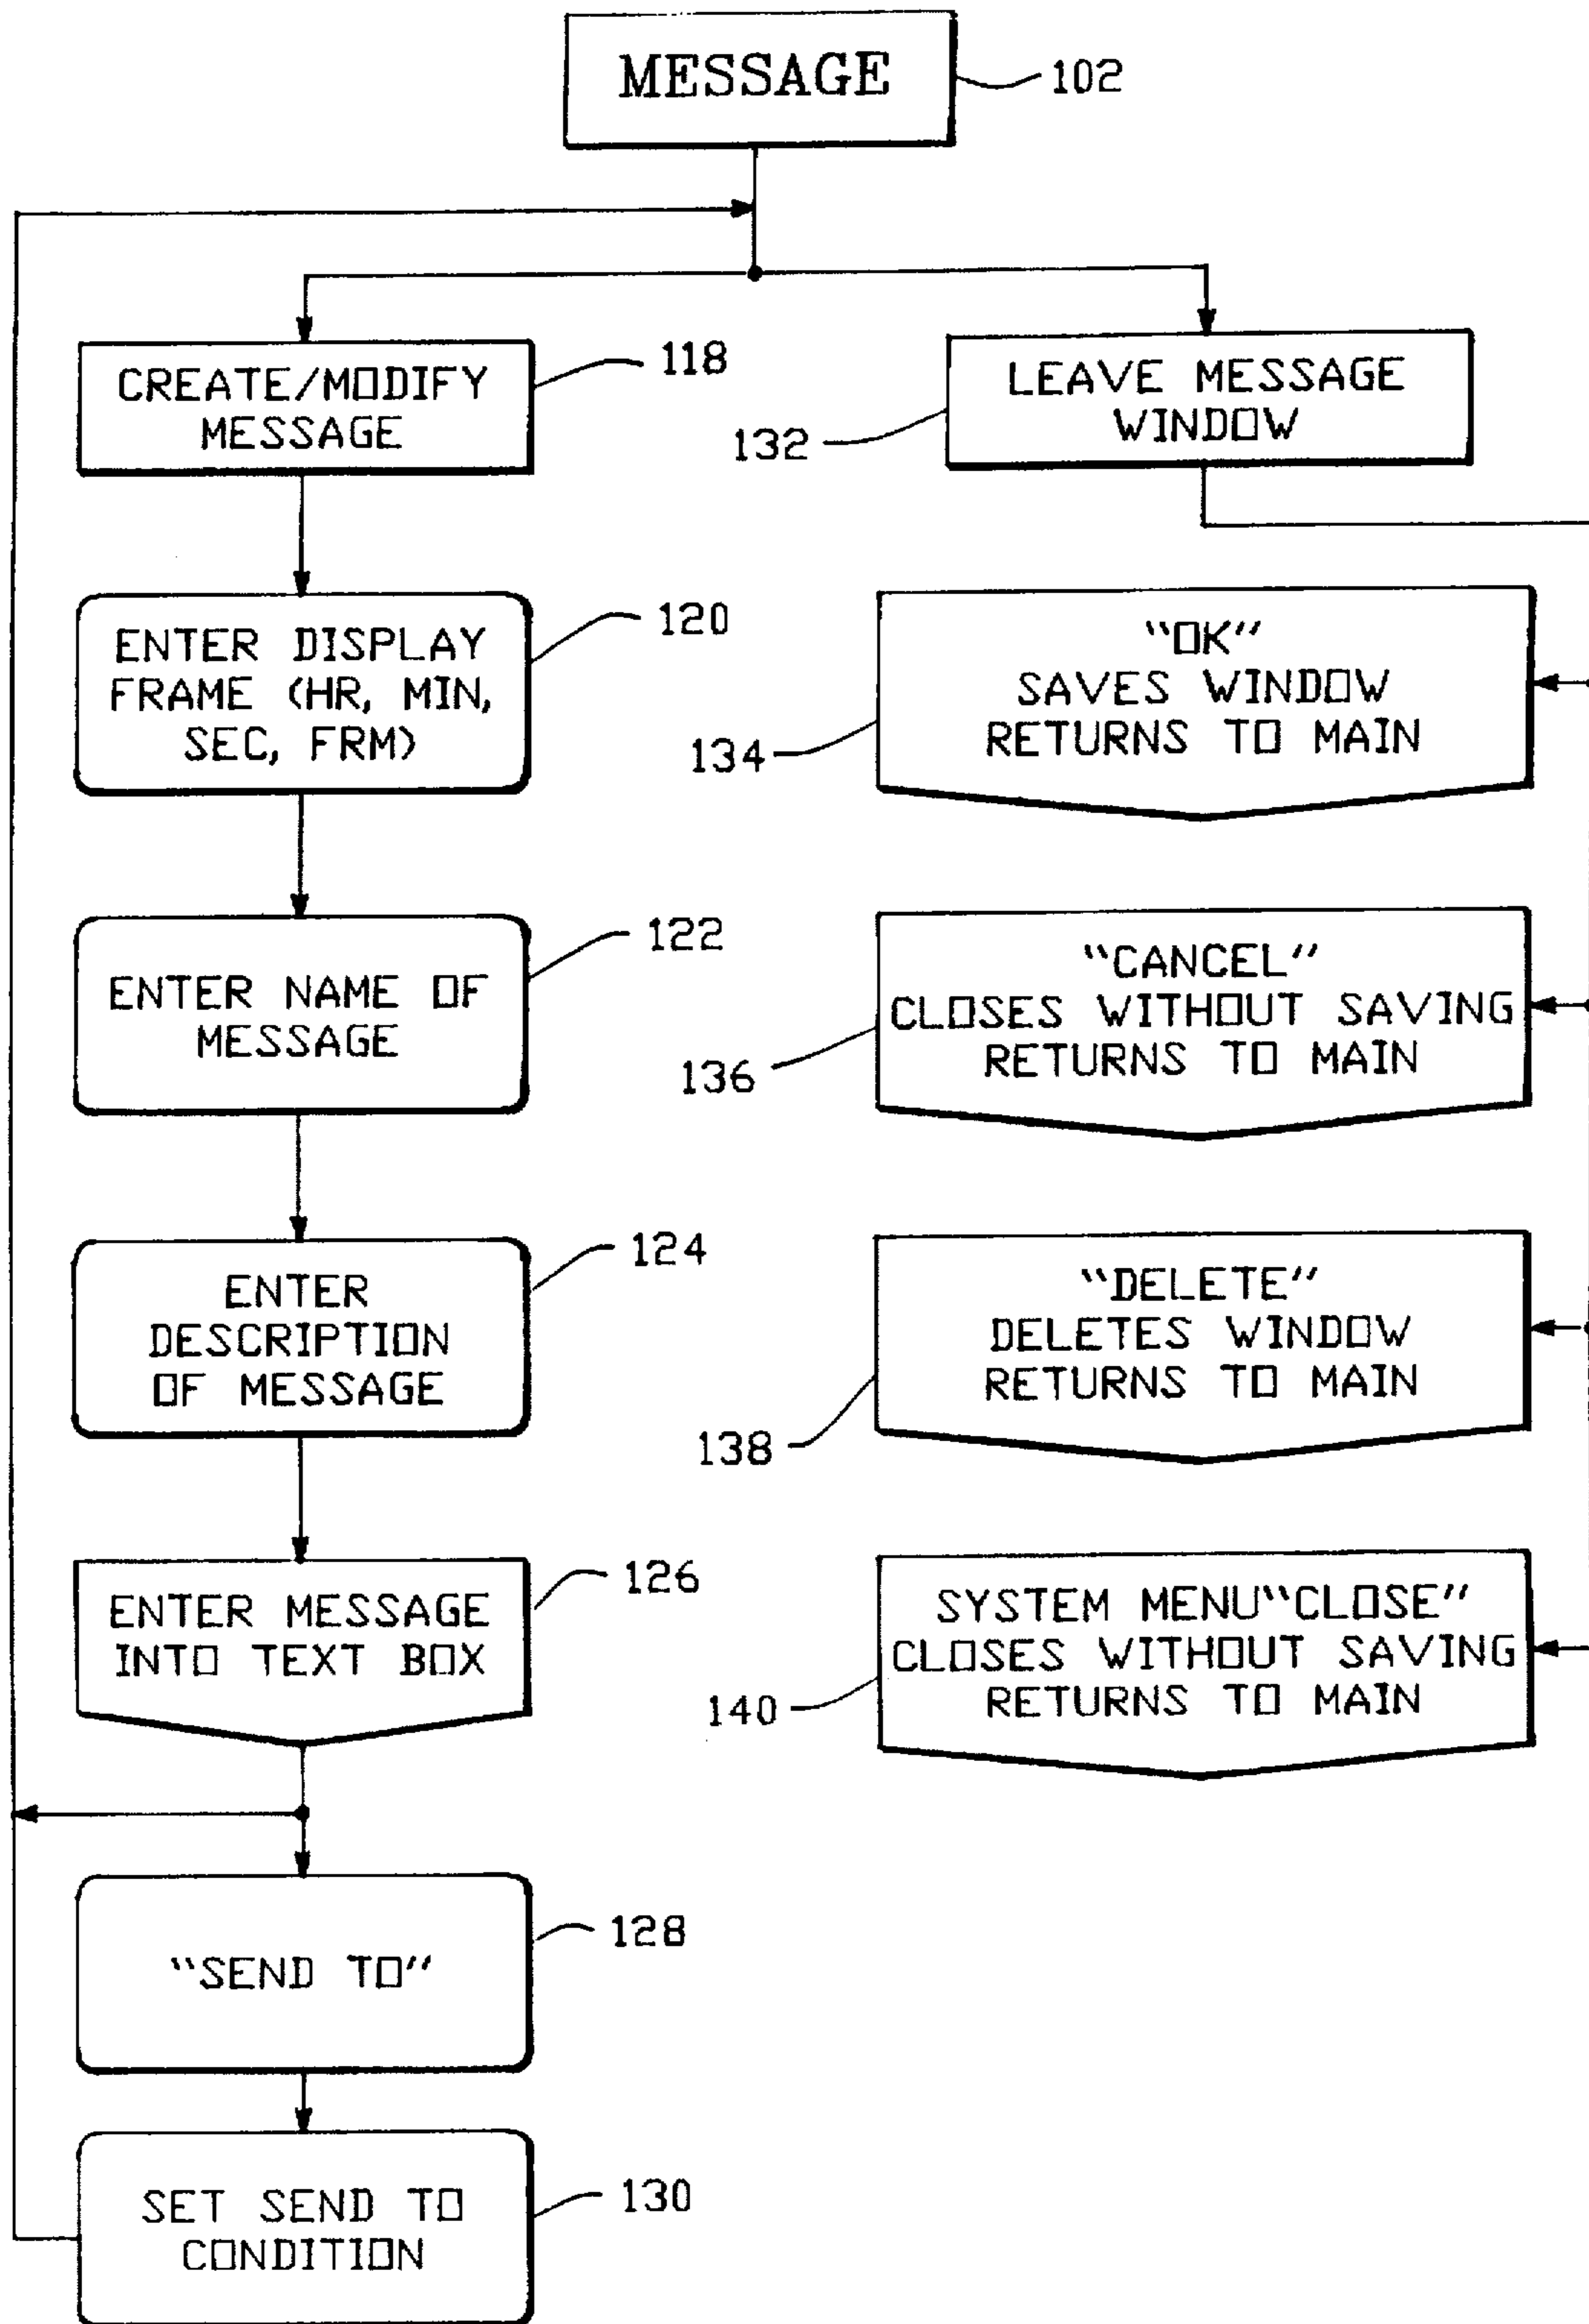 MESSAGE
102
CREATE/MODIFY
MESSAGE
118
ENTER DISPLAY
FRAME (HR, MIN,
SEC, FRM)
120
ENTER NAME OF
MESSAGE
122
ENTER
DESCRIPTION
OF MESSAGE
124
ENTER MESSAGE
INTO TEXT BOX
126
"SEND TO"
128
SET SEND TO
CONDITION
130
LEAVE MESSAGE
WINDOW
132
"OK"
SAVES WINDOW
RETURNS TO MAIN
134
"CANCEL"
CLOSES WITHOUT SAVING
RETURNS TO MAIN
136
"DELETE"
DELETES WINDOW
RETURNS TO MAIN
138
SYSTEM MENU"CLOSE"
CLOSES WITHOUT SAVING
RETURNS TO MAIN
140